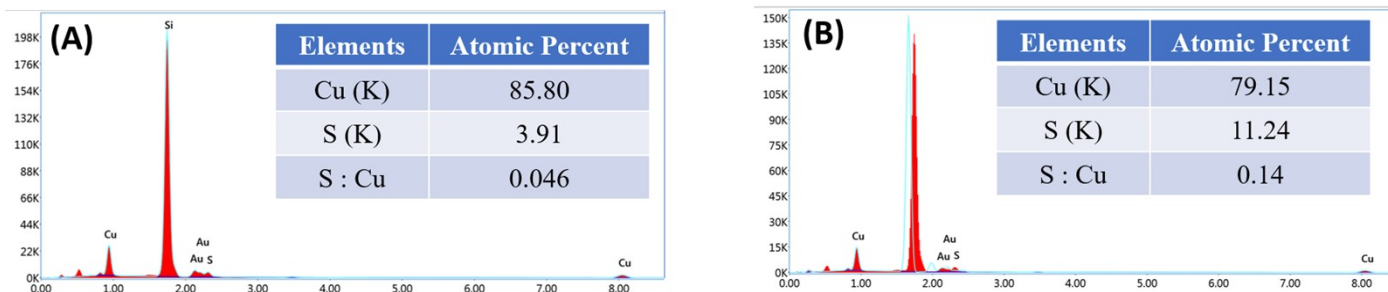 (A)
Si
198K
176K
154K
132K
110K
88K
66K
44K
22K
0K
Cu
Au
Au S
Cu
0.00 1.00 2.00 3.00 4.00 5.00 6.00 7.00 8.00
Elements Atomic Percent
Cu (K) 85.80
S (K) 3.91
S : Cu 0.046
(B)
150K
135K
120K
105K
90K
75K
60K
45K
30K
15K
0K
Cu
Au
Au S
Cu
0.00 1.00 2.00 3.00 4.00 5.00 6.00 7.00 8.00
Elements Atomic Percent
Cu (K) 79.15
S (K) 11.24
S : Cu 0.14